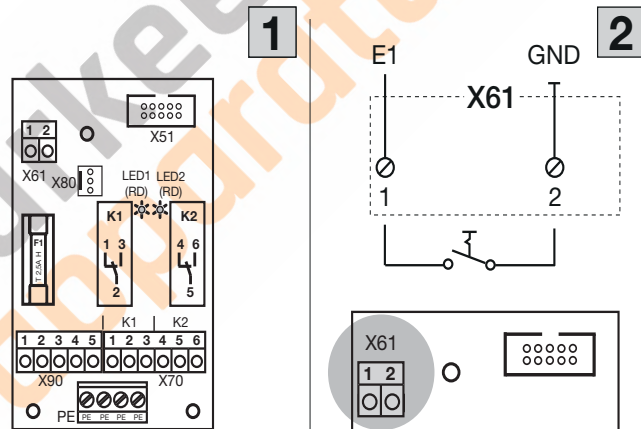 1
X51
1 2
X61
X80
LED1 LED2
(RD) (RD)
K1 K2
F1
T 2,5A H
1 3
2
4 6
5
K1 K2
1 2 3 4 5 1 2 3 4 5 6
X90 X70
PE
PE PE PE PE
2
E1 GND
X61
1 2
X61
1 2